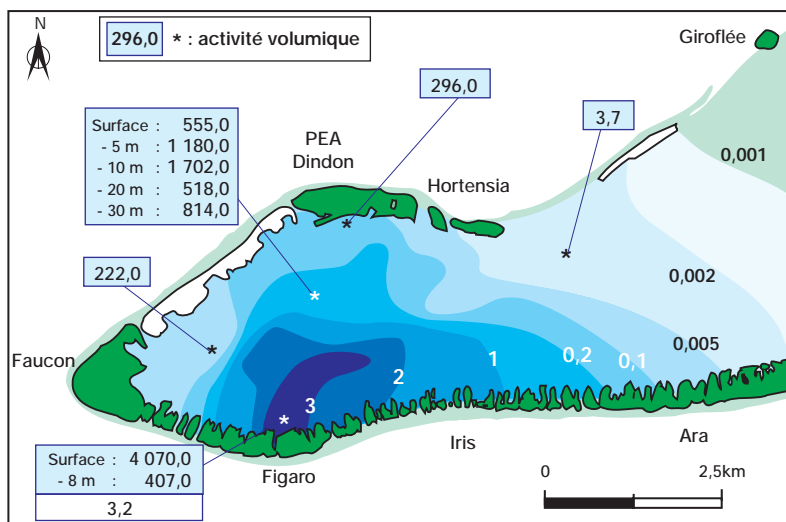 N
296,0 * : activité volumique
Giroflée
296,0
3,7
Surface : 555,0
- 5 m : 1 180,0
- 10 m : 1 702,0
- 20 m : 518,0
- 30 m : 814,0
PEA
Dindon
Hortensia
0,001
*
*
222,0
*
*
0,002
Faucon
0,005
1
0,2
0,1
2
3
*
Surface : 4 070,0
- 8 m : 407,0
3,2
Figaro
Iris
Ara
0
2,5km